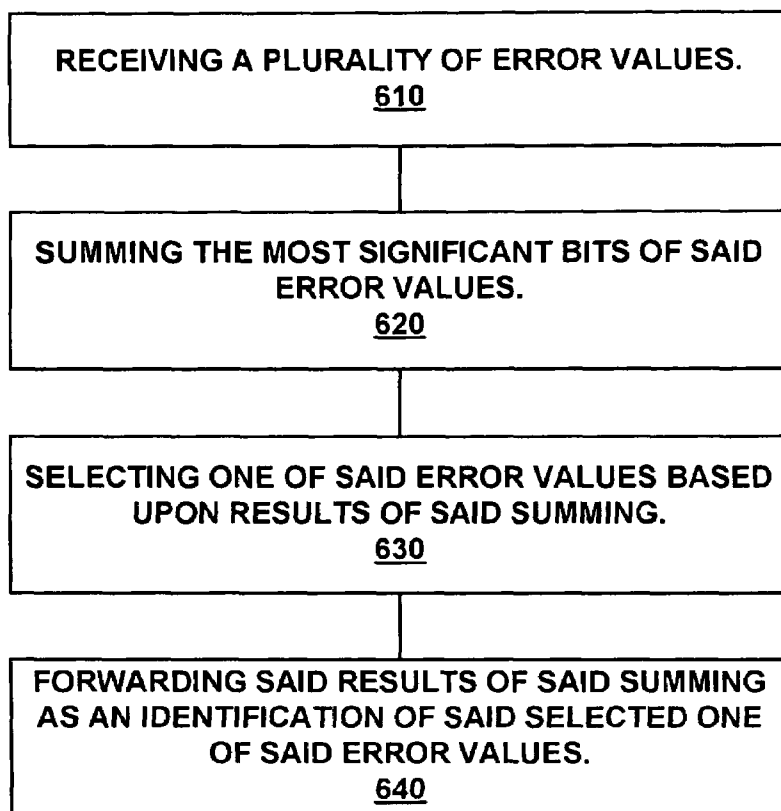 RECEIVING A PLURALITY OF ERROR VALUES.
610
SUMMING THE MOST SIGNIFICANT BITS OF SAID
ERROR VALUES.
620
SELECTING ONE OF SAID ERROR VALUES BASED
UPON RESULTS OF SAID SUMMING.
630
FORWARDING SAID RESULTS OF SAID SUMMING
AS AN IDENTIFICATION OF SAID SELECTED ONE
OF SAID ERROR VALUES.
640